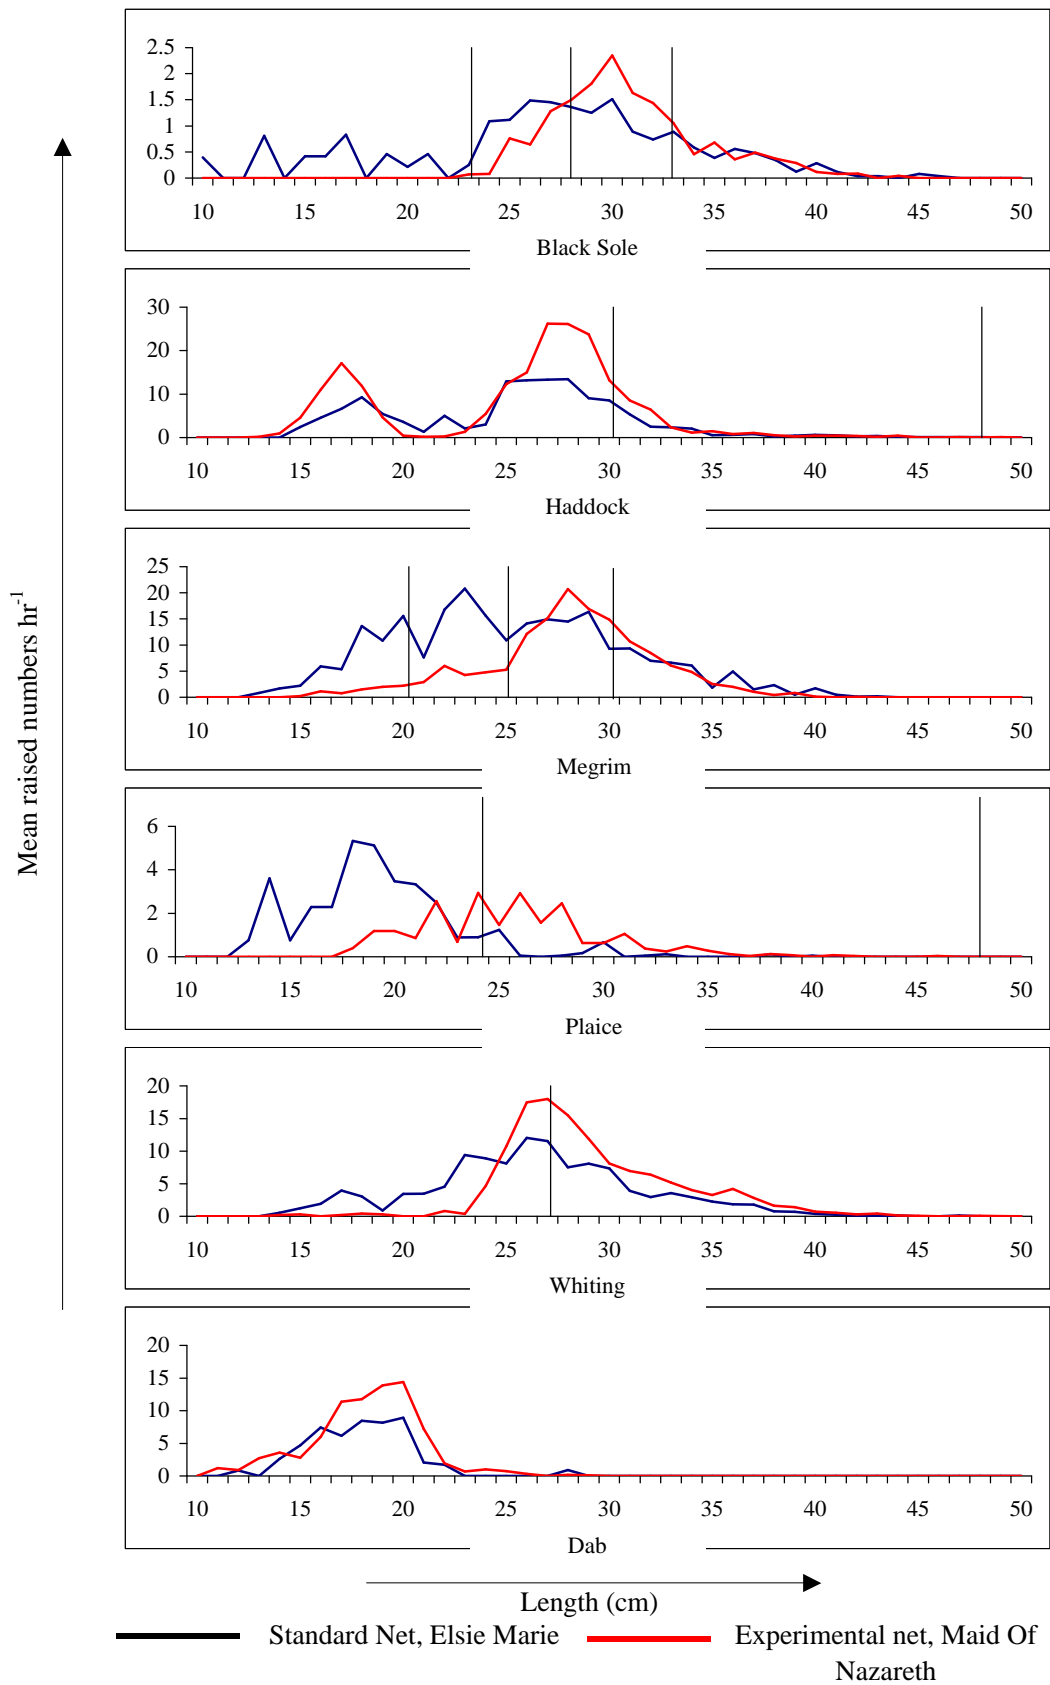 2.5
2
1.5
1
0.5
0
10 15 20 25 30 35 40 45 50
Black Sole
30
20
10
0
10 15 20 25 30 35 40 45 50
Haddock
25
20
15
10
5
0
10 15 20 25 30 35 40 45 50
Megrim
Mean raised numbers hr-1
6
4
2
0
10 15 20 25 30 35 40 45 50
Plaice
20
15
10
5
0
10 15 20 25 30 35 40 45 50
Whiting
20
15
10
5
0
10 15 20 25 30 35 40 45 50
Dab
Length (cm)
Standard Net, Elsie Marie
Experimental net, Maid Of
Nazareth